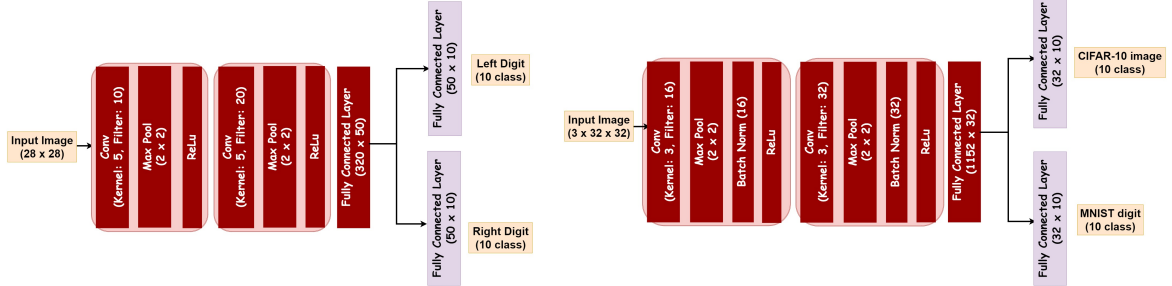 Input Image
(28 x 28)
Conv
(Kernel: 5, Filter: 10)
Max Pool
(2 x 2)
ReLu
Conv
(Kernel: 5, Filter: 20)
Max Pool
(2 x 2)
ReLu
Fully Connected Layer
(320 x 50)
Fully Connected Layer
(50 x 10)
Left Digit
(10 class)
Fully Connected Layer
(50 x 10)
Right Digit
(10 class)
Input Image
(3 x 32 x 32)
Conv
(Kernel: 3, Filter: 16)
Max Pool
(2 x 2)
Batch Norm (16)
ReLu
Conv
(Kernel: 3, Filter: 32)
Max Pool
(2 x 2)
Batch Norm (32)
ReLu
Fully Connected Layer
(1152 x 32)
Fully Connected Layer
(32 x 10)
CIFAR-10 image
(10 class)
Fully Connected Layer
(32 x 10)
MNIST digit
(10 class)